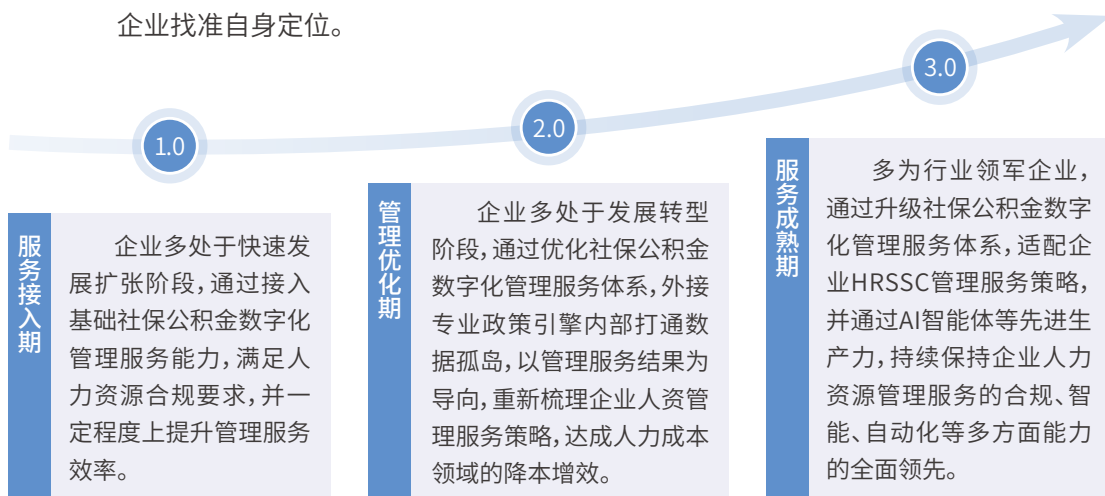 企业找准自身定位。
1.0
2.0
3.0
服务接入期
企业多处于快速发
展扩张阶段，通过接入
基础社保公积金数字化
管理服务能力，满足人
力资源合规要求，并一
定程度上提升管理服务
效率。
管理优化期
企业多处于发展转型
阶段，通过优化社保公积金
数字化管理服务体系，外接
专业政策引擎内部打通数
据孤岛，以管理服务结果为
导向，重新梳理企业人资管
理服务策略，达成人力成本
领域的降本增效。
服务成熟期
多为行业领军企业，
通过升级社保公积金数字
化管理服务体系，适配企
业HRSSC管理服务策略，
并通过AI智能体等先进生
产力，持续保持企业人力
资源管理服务的合规、智
能、自动化等多方面能力
的全面领先。